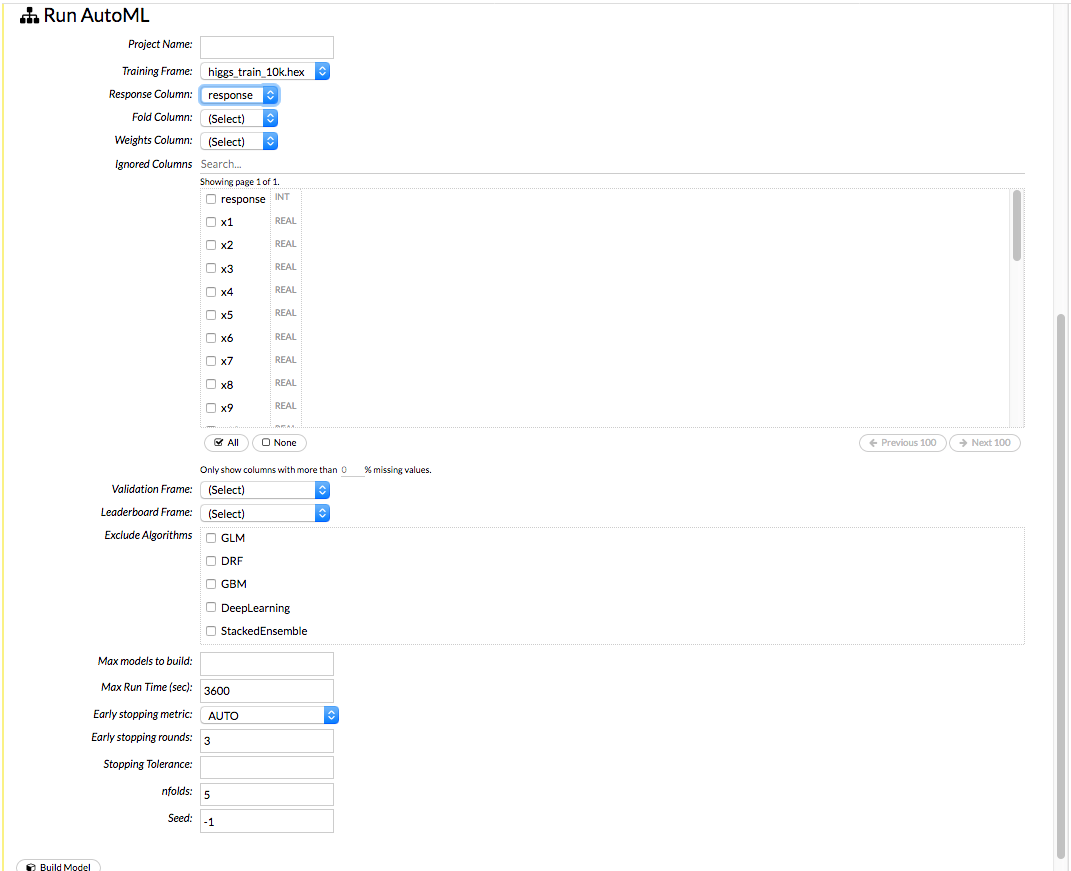 Run AutoML
Project Name:
Training Frame: higgs_train_10k.hex
Response Column: response
Fold Column: (Select)
Weights Column: (Select)
Ignored Columns Search...
Showing page 1 of 1.
response INT
x1 REAL
x2 REAL
x3 REAL
x4 REAL
x5 REAL
x6 REAL
x7 REAL
x8 REAL
x9 REAL
All None Previous 100 Next 100
Only show columns with more than 0 % missing values.
Validation Frame: (Select)
Leaderboard Frame: (Select)
Exclude Algorithms GLM
DRF
GBM
DeepLearning
StackedEnsemble
Max models to build:
Max Run Time (sec): 3600
Early stopping metric: AUTO
Early stopping rounds: 3
Stopping Tolerance:
nfolds: 5
Seed: -1
Build Model